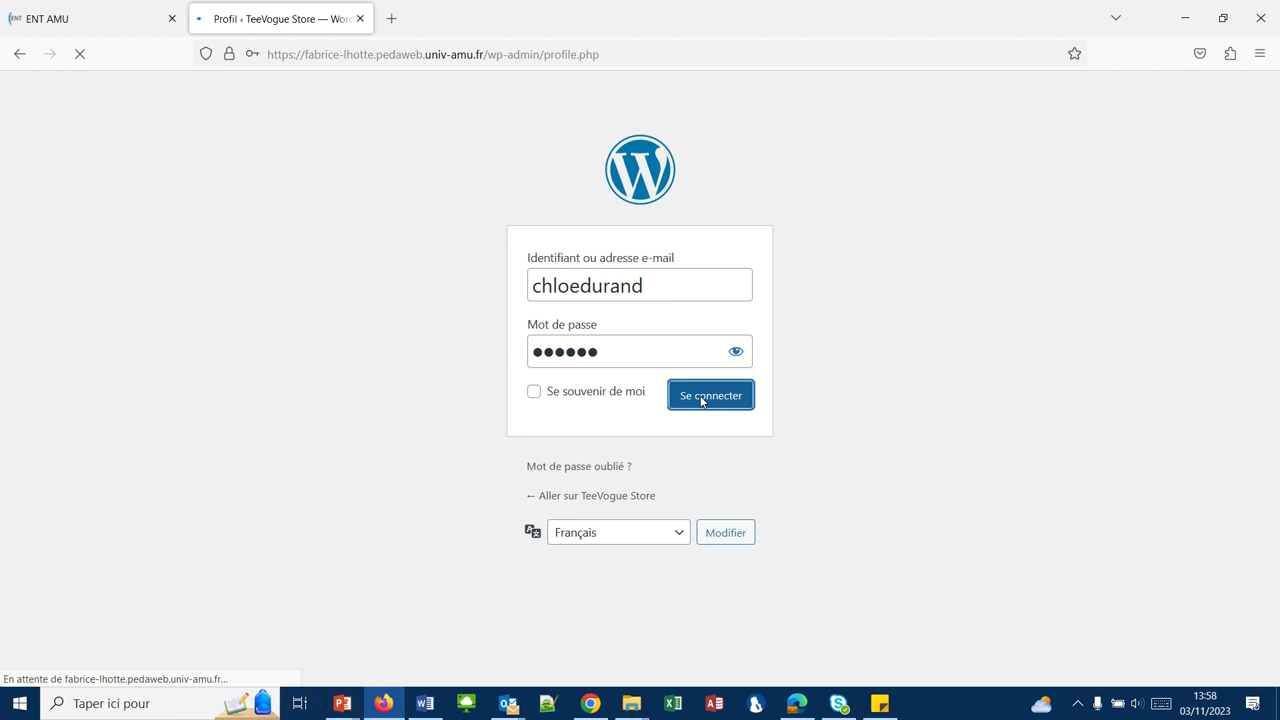 ENT ENT AMU
Profil ‹ TeeVogue Store — Wor
https://fabrice-lhotte.pedaweb.univ-amu.fr/wp-admin/profile.php
Identifiant ou adresse e-mail
chloedurand
Mot de passe
Se souvenir de moi
Se connecter
Mot de passe oublié ?
← Aller sur TeeVogue Store
Français
Modifier
En attente de fabrice-lhotte.pedaweb.univ-amu.fr...
Taper ici pour
13:58
03/11/2023